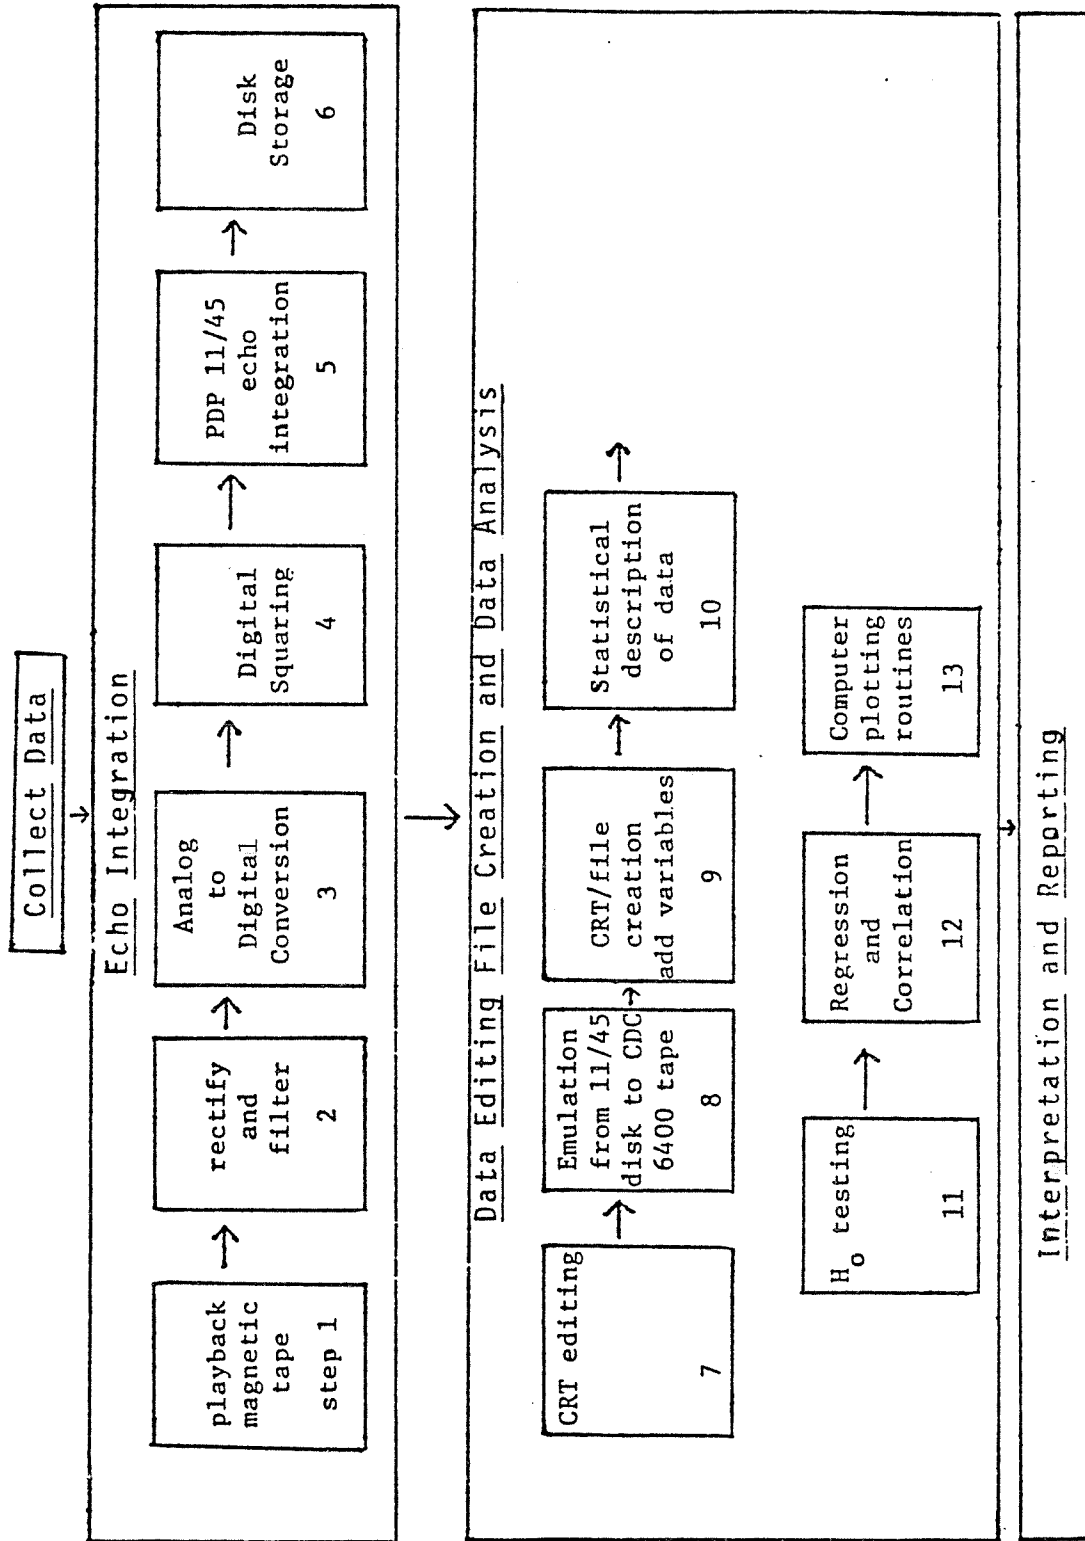 Collect Data
Echo Integration
playback
magnetic
tape
step 1
rectify
and
filter
2
Analog
to
Digital
Conversion
3
Digital
Squaring
4
PDP 11/45
echo
integration
5
Disk
Storage
6
Data Editing File Creation and Data Analysis
CRT editing
7
Emulation
from 11/45
disk to CDC
6400 tape
8
CRT/file
creation
add variables
9
Statistical
description
of data
10
Ho testing
11
Regression
and
Correlation
12
Computer
plotting
routines
13
Interpretation and Reporting